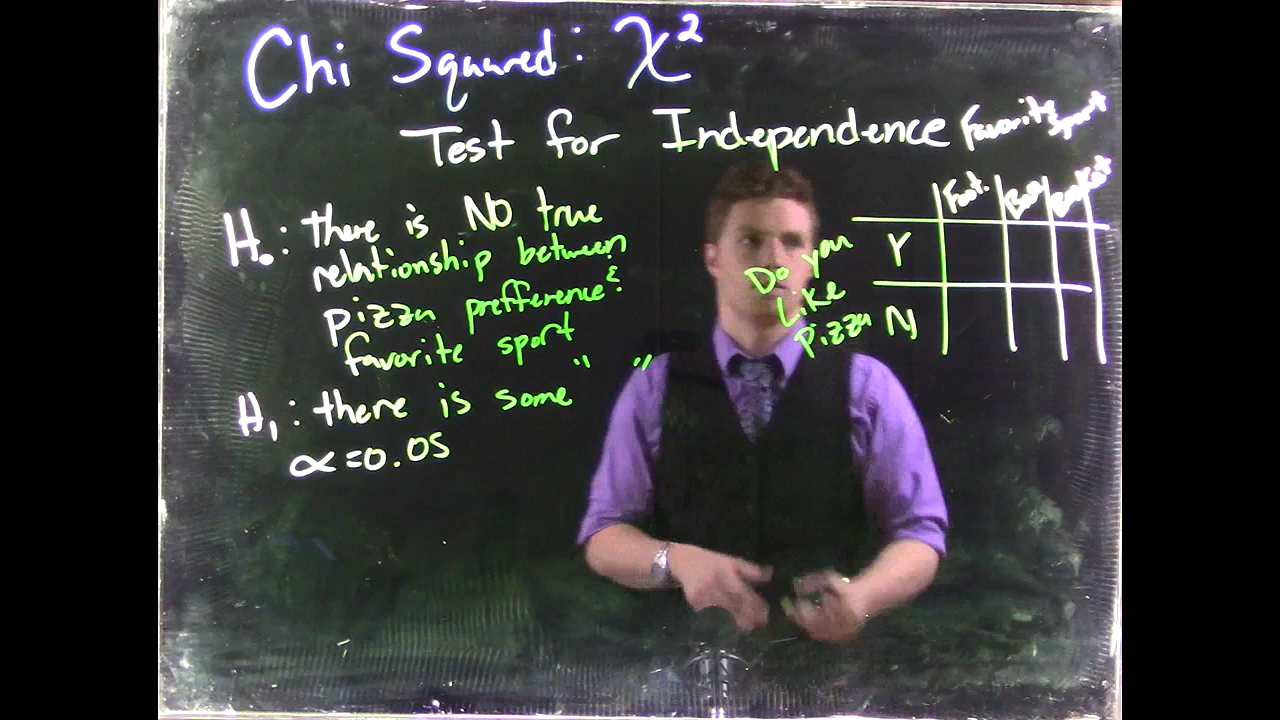 Chi Squared: χ²
Test for Independence
Favorite Sport
H₀: there is NO true
relationship between
pizza prefference &
favorite sport
H₁: there is some " "
α=0.05
Foot.
Do you
Like
Pizza
Y
N